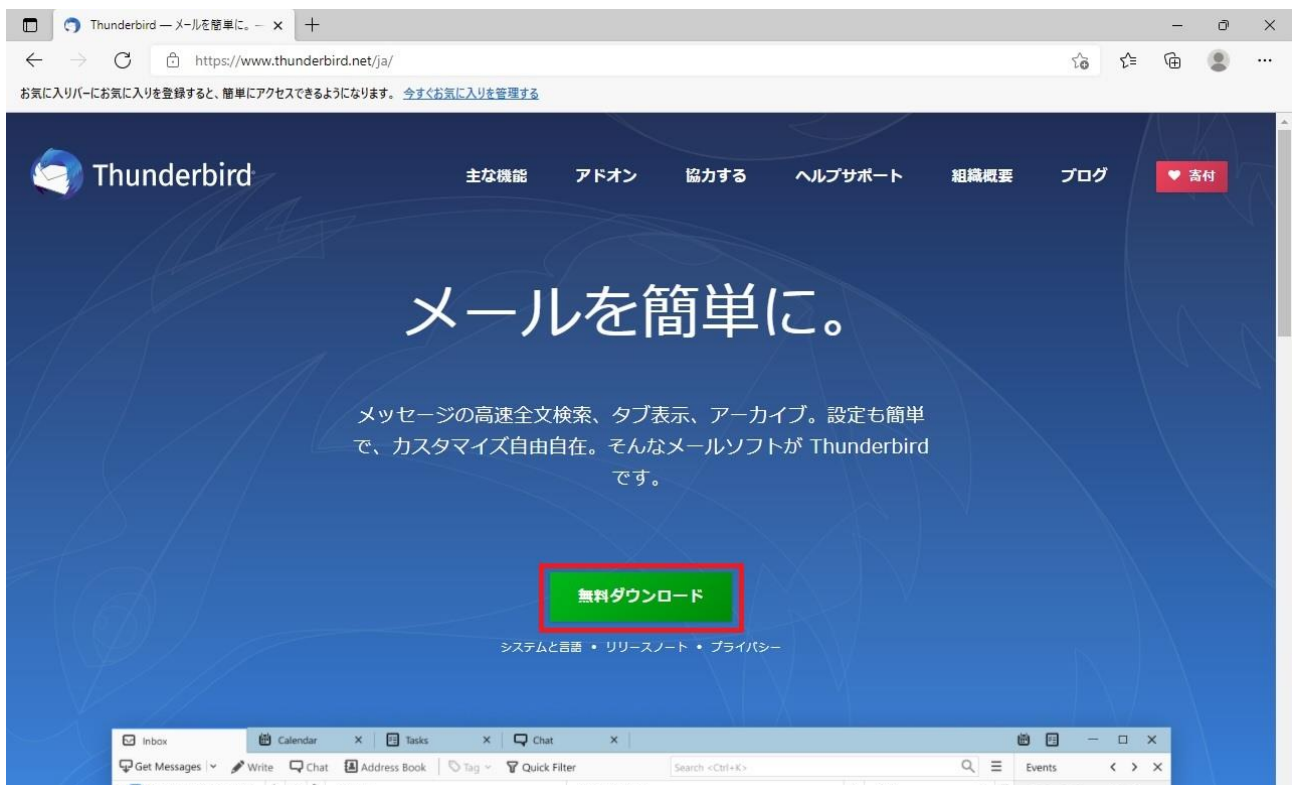 Thunderbird — メールを簡単に。 —
https://www.thunderbird.net/ja/
お気に入りバーにお気に入りを登録すると、簡単にアクセスできるようになります。 今すぐお気に入りを管理する
Thunderbird 主な機能 アドオン 協力する ヘルプサポート 組織概要 ブログ ♥ 寄付
メールを簡単に。
メッセージの高速全文検索、タブ表示、アーカイブ。設定も簡単
で、カスタマイズ自由自在。そんなメールソフトが Thunderbird
です。
無料ダウンロード
システムと言語 • リリースノート • プライバシー
Inbox Calendar Tasks Chat
Get Messages Write Chat Address Book Tag Quick Filter Search <Ctrl+K> Events